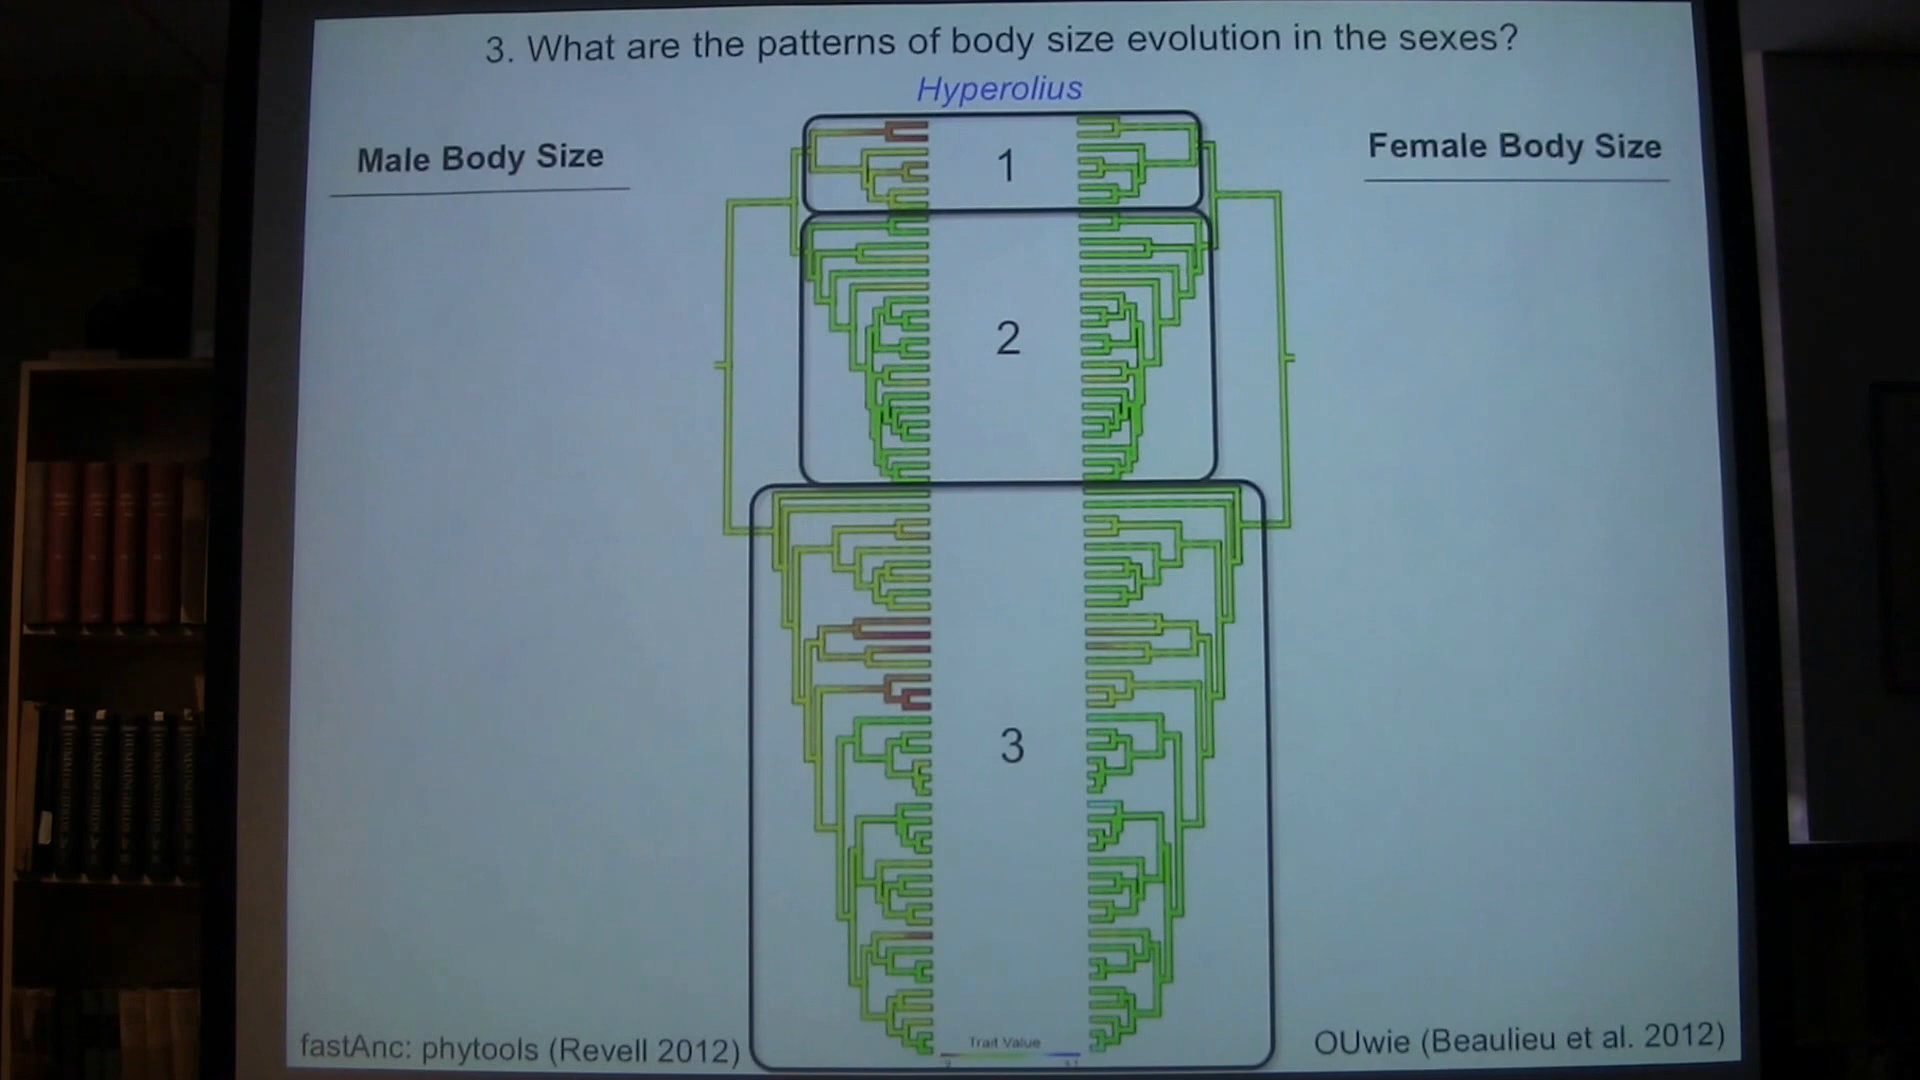 3. What are the patterns of body size evolution in the sexes?
Hyperolius
Male Body Size
Female Body Size
1
2
3
Trait Value
fastAnc: phytools (Revell 2012)
OUwie (Beaulieu et al. 2012)